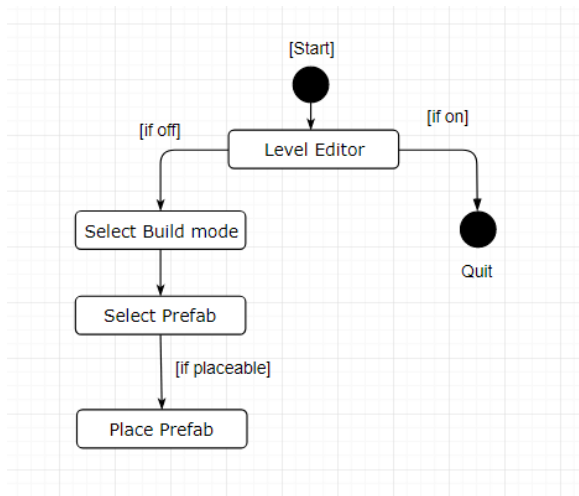 [Start]
[if on]
[if off]
Level Editor
Select Build mode
Quit
Select Prefab
[if placeable]
Place Prefab